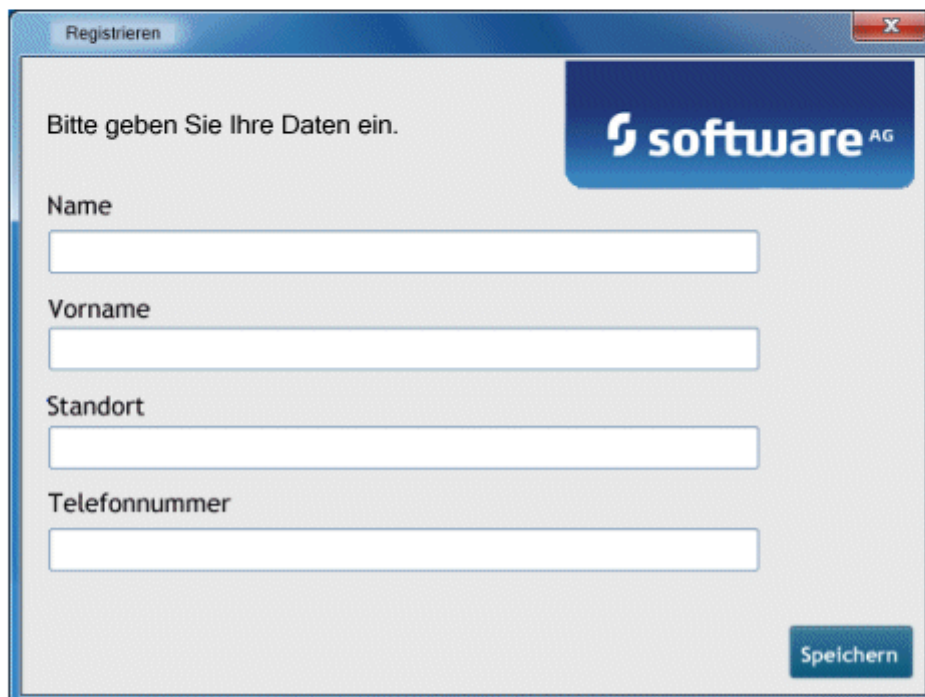 Registrieren
x
Bitte geben Sie Ihre Daten ein.
software AG
Name
Vorname
Standort
Telefonnummer
Speichern